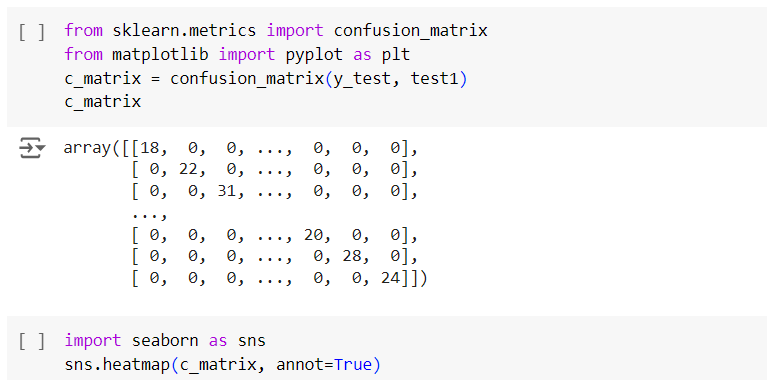 [ ] from sklearn.metrics import confusion_matrix
from matplotlib import pyplot as plt
c_matrix = confusion_matrix(y_test, test1)
c_matrix
array([[18, 0, 0, ..., 0, 0, 0],
[ 0, 22, 0, ..., 0, 0, 0],
[ 0, 0, 31, ..., 0, 0, 0],
...,
[ 0, 0, 0, ..., 20, 0, 0],
[ 0, 0, 0, ..., 0, 28, 0],
[ 0, 0, 0, ..., 0, 0, 24]])
[ ] import seaborn as sns
sns.heatmap(c_matrix, annot=True)